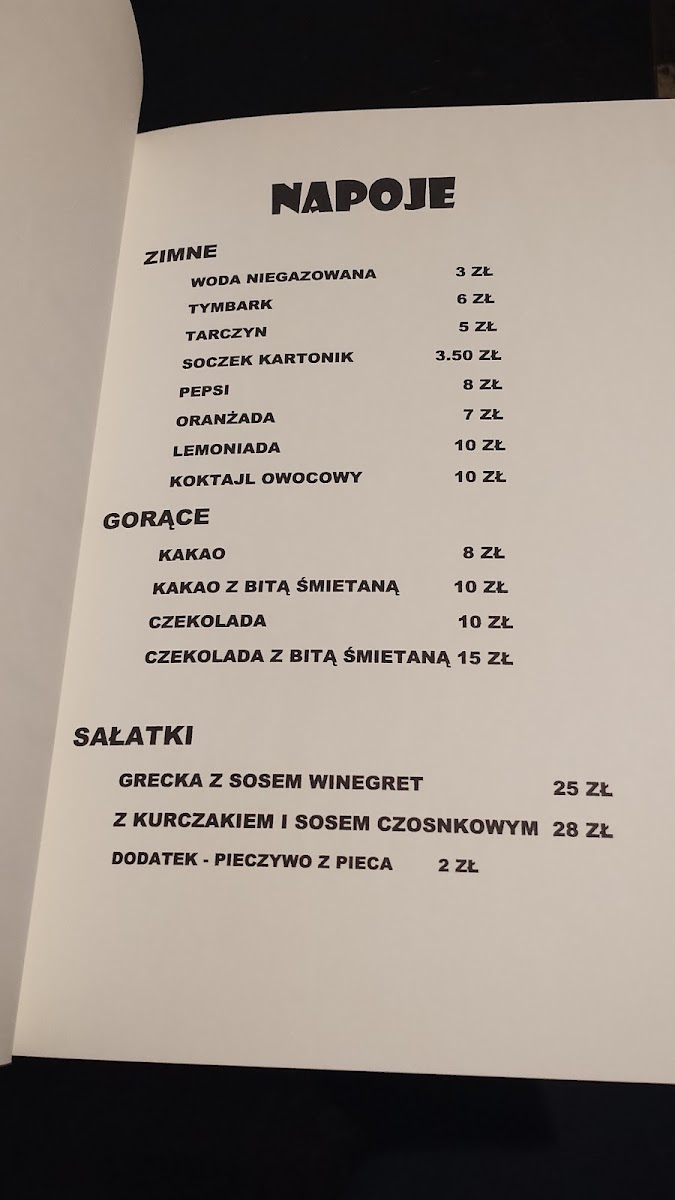 NAPOJE
ZIMNE
WODA NIEGAZOWANA 3 ZŁ
TYMBARK 6 ZŁ
TARCZYN 5 ZŁ
SOCZEK KARTONIK 3.50 ZŁ
PEPSI 8 ZŁ
ORANŻADA 7 ZŁ
LEMONIADA 10 ZŁ
KOKTAJL OWOCOWY 10 ZŁ
GORĄCE
KAKAO 8 ZŁ
KAKAO Z BITĄ ŚMIETANĄ 10 ZŁ
CZEKOLADA 10 ZŁ
CZEKOLADA Z BITĄ ŚMIETANĄ 15 ZŁ
SAŁATKI
GRECKA Z SOSEM WINEGRET 25 ZŁ
Z KURCZAKIEM I SOSEM CZOSNKOWYM 28 ZŁ
DODATEK - PIECZYWO Z PIECA 2 ZŁ